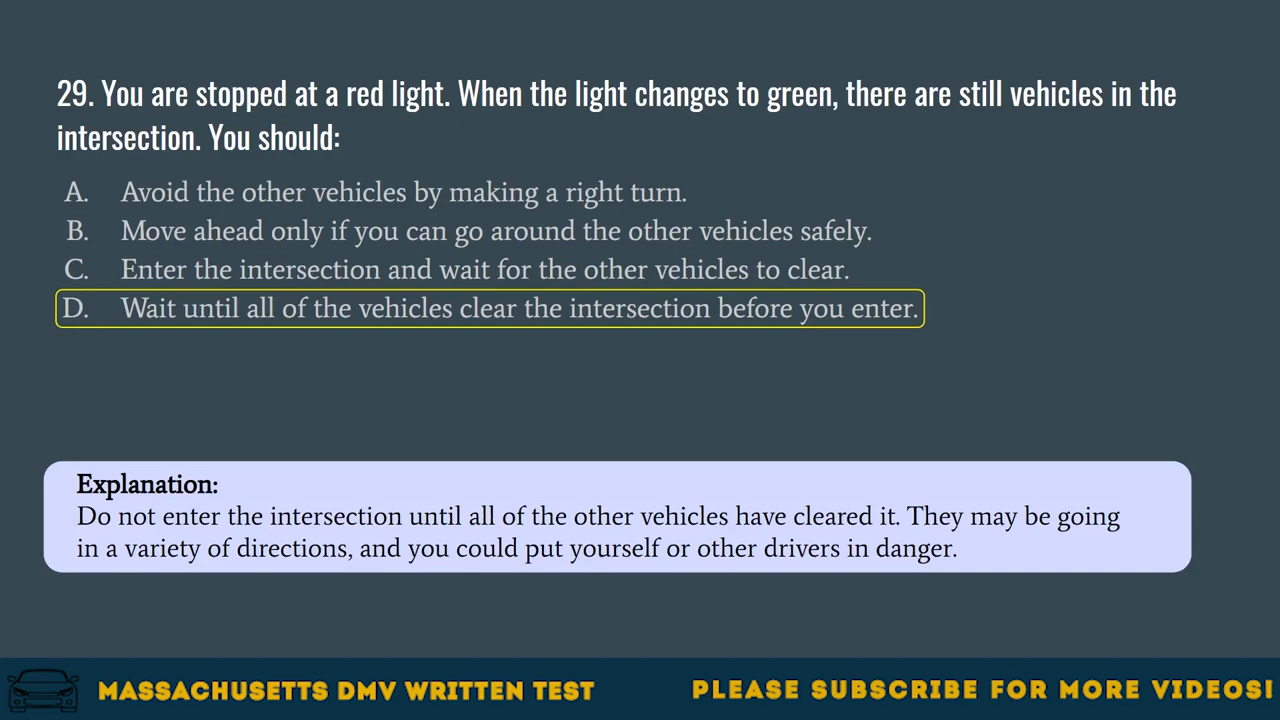 29. You are stopped at a red light. When the light changes to green, there are still vehicles in the
intersection. You should:
A. Avoid the other vehicles by making a right turn.
B. Move ahead only if you can go around the other vehicles safely.
C. Enter the intersection and wait for the other vehicles to clear.
D. Wait until all of the vehicles clear the intersection before you enter.
Explanation:
Do not enter the intersection until all of the other vehicles have cleared it. They may be going
in a variety of directions, and you could put yourself or other drivers in danger.
MASSACHUSETTS DMV WRITTEN TEST
PLEASE SUBSCRIBE FOR MORE VIDEOS!